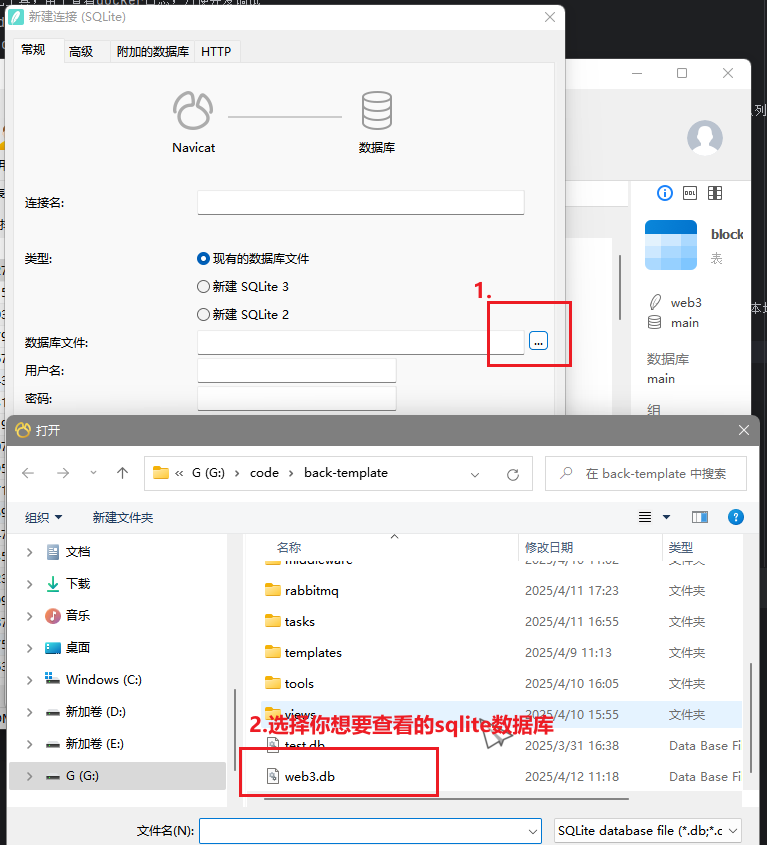 新建连接 (SQLite)
常规 高级 附加的数据库 HTTP
Navicat 数据库
连接名:
类型:
现有的数据库文件
新建 SQLite 3
新建 SQLite 2
1.
数据库文件: ...
用户名:
密码:
DDL
block
表
web3
main
数据库
main
组
打开
« G (G:) › code › back-template
在 back-template 中搜索
组织 新建文件夹
名称 修改日期 类型
文档
下载
音乐
桌面
Windows (C:)
新加卷 (D:)
新加卷 (E:)
G (G:)
middleware 2025/4/10 11:02 文件夹
rabbitmq 2025/4/11 17:23 文件夹
tasks 2025/4/11 16:55 文件夹
templates 2025/4/9 11:13 文件夹
tools 2025/4/10 16:05 文件夹
views 2025/4/10 15:55 文件夹
2.选择你想要查看的sqlite数据库
test.db 2025/3/31 16:38 Data Base Fi
web3.db 2025/4/12 11:18 Data Base Fi
文件名(N):
SQLite database file (*.db;*.c